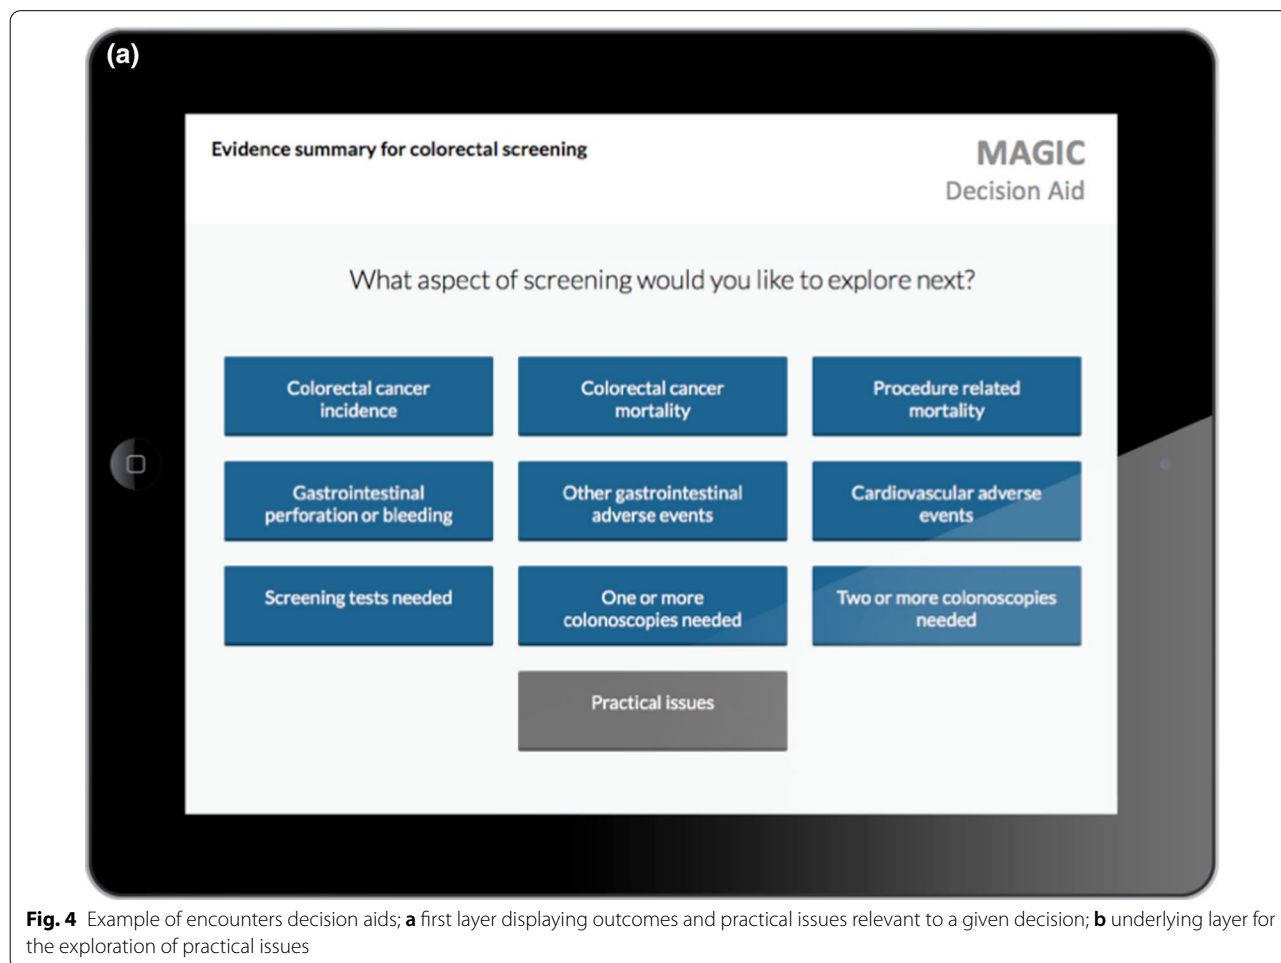 (a)
Evidence summary for colorectal screening
MAGIC
Decision Aid
What aspect of screening would you like to explore next?
Colorectal cancer
incidence
Colorectal cancer
mortality
Procedure related
mortality
Gastrointestinal
perforation or bleeding
Other gastrointestinal
adverse events
Cardiovascular adverse
events
Screening tests needed
One or more
colonoscopies needed
Two or more colonoscopies
needed
Practical issues
Fig. 4 Example of encounters decision aids; a first layer displaying outcomes and practical issues relevant to a given decision; b underlying layer for
the exploration of practical issues